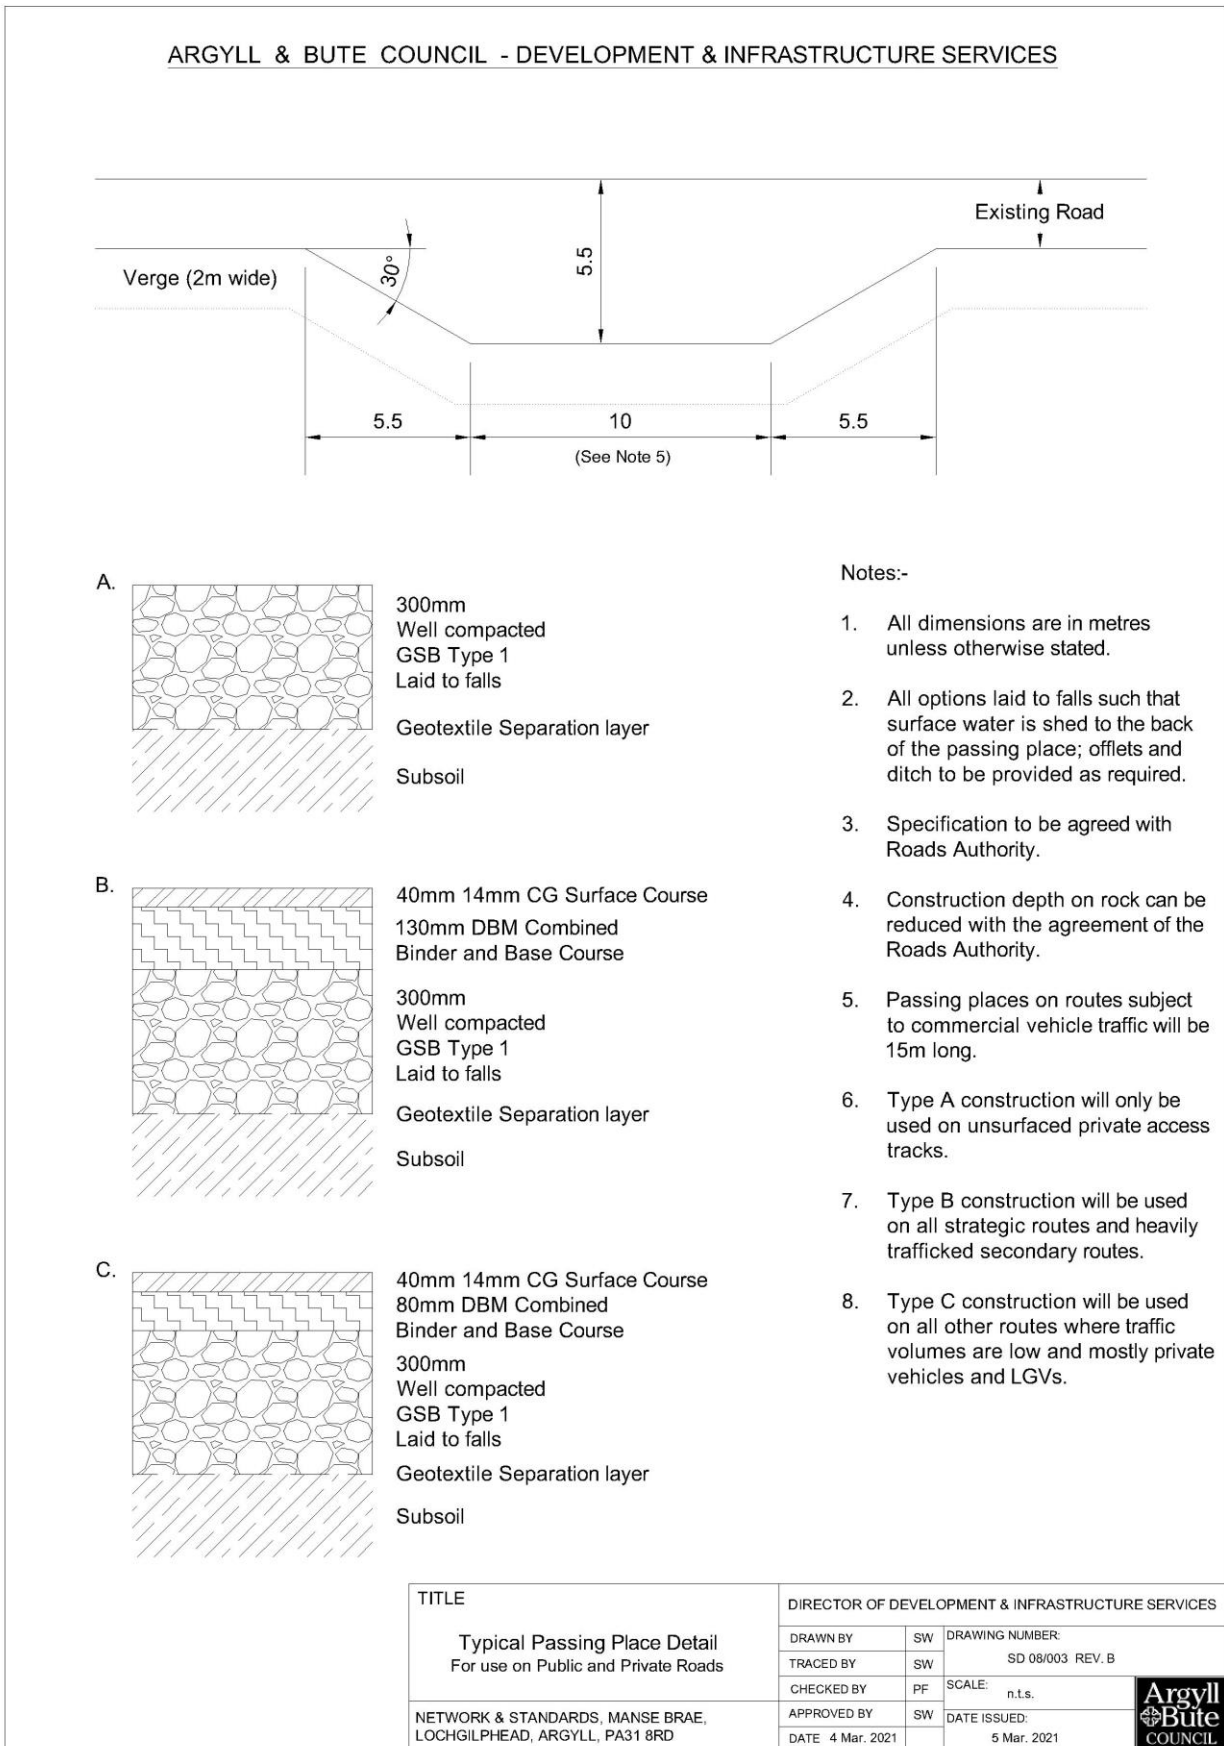 ARGYLL & BUTE COUNCIL - DEVELOPMENT & INFRASTRUCTURE SERVICES
Existing Road
5.5
30°
Verge (2m wide)
5.5
10
5.5
(See Note 5)
A.
300mm
Well compacted
GSB Type 1
Laid to falls
Geotextile Separation layer
Subsoil
B.
40mm 14mm CG Surface Course
130mm DBM Combined
Binder and Base Course
300mm
Well compacted
GSB Type 1
Laid to falls
Geotextile Separation layer
Subsoil
C.
40mm 14mm CG Surface Course
80mm DBM Combined
Binder and Base Course
300mm
Well compacted
GSB Type 1
Laid to falls
Geotextile Separation layer
Subsoil
Notes:-
1. All dimensions are in metres
unless otherwise stated.
2. All options laid to falls such that
surface water is shed to the back
of the passing place; offlets and
ditch to be provided as required.
3. Specification to be agreed with
Roads Authority.
4. Construction depth on rock can be
reduced with the agreement of the
Roads Authority.
5. Passing places on routes subject
to commercial vehicle traffic will be
15m long.
6. Type A construction will only be
used on unsurfaced private access
tracks.
7. Type B construction will be used
on all strategic routes and heavily
trafficked secondary routes.
8. Type C construction will be used
on all other routes where traffic
volumes are low and mostly private
vehicles and LGVs.
TITLE
Typical Passing Place Detail
For use on Public and Private Roads
NETWORK & STANDARDS, MANSE BRAE,
LOCHGILPHEAD, ARGYLL, PA31 8RD
DIRECTOR OF DEVELOPMENT & INFRASTRUCTURE SERVICES
DRAWN BY SW
TRACED BY SW
CHECKED BY PF
APPROVED BY SW
DATE 4 Mar. 2021
DRAWING NUMBER:
SD 08/003 REV. B
SCALE: n.t.s.
DATE ISSUED:
5 Mar. 2021
Argyll
&Bute
COUNCIL